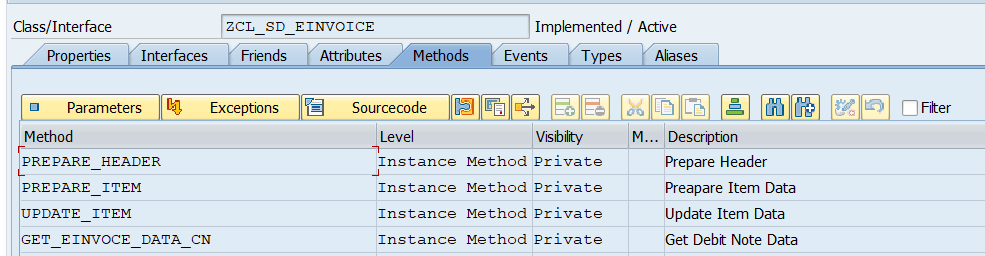 Class/Interface ZCL_SD_EINVOICE Implemented / Active
Properties Interfaces Friends Attributes Methods Events Types Aliases
Parameters Exceptions Sourcecode Filter
Method Level Visibility M... Description
PREPARE_HEADER Instance Method Private Prepare Header
PREPARE_ITEM Instance Method Private Preapare Item Data
UPDATE_ITEM Instance Method Private Update Item Data
GET_EINVOCE_DATA_CN Instance Method Private Get Debit Note Data